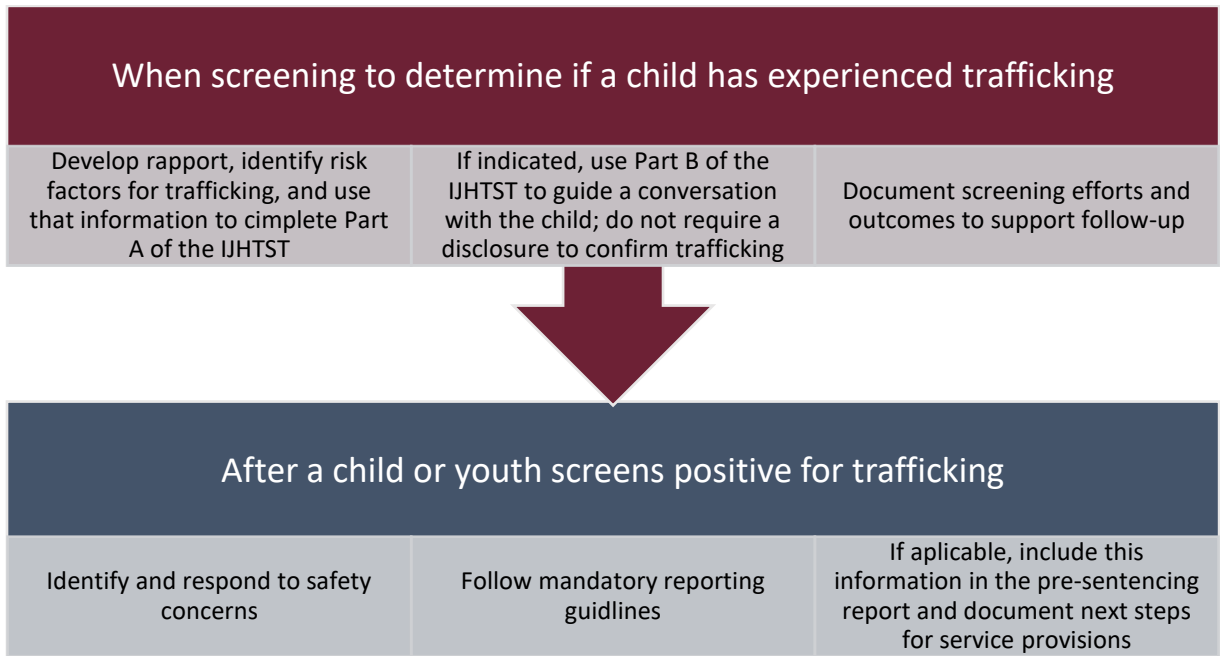 When screening to determine if a child has experienced trafficking
Develop rapport, identify risk
factors for trafficking, and use
that information to cimplete Part
A of the IJHTST
If indicated, use Part B of the
IJHTST to guide a conversation
with the child; do not require a
disclosure to confirm trafficking
Document screening efforts and
outcomes to support follow-up
After a child or youth screens positive for trafficking
Identify and respond to safety
concerns
Follow mandatory reporting
guidlines
If aplicable, include this
information in the pre-sentencing
report and document next steps
for service provisions